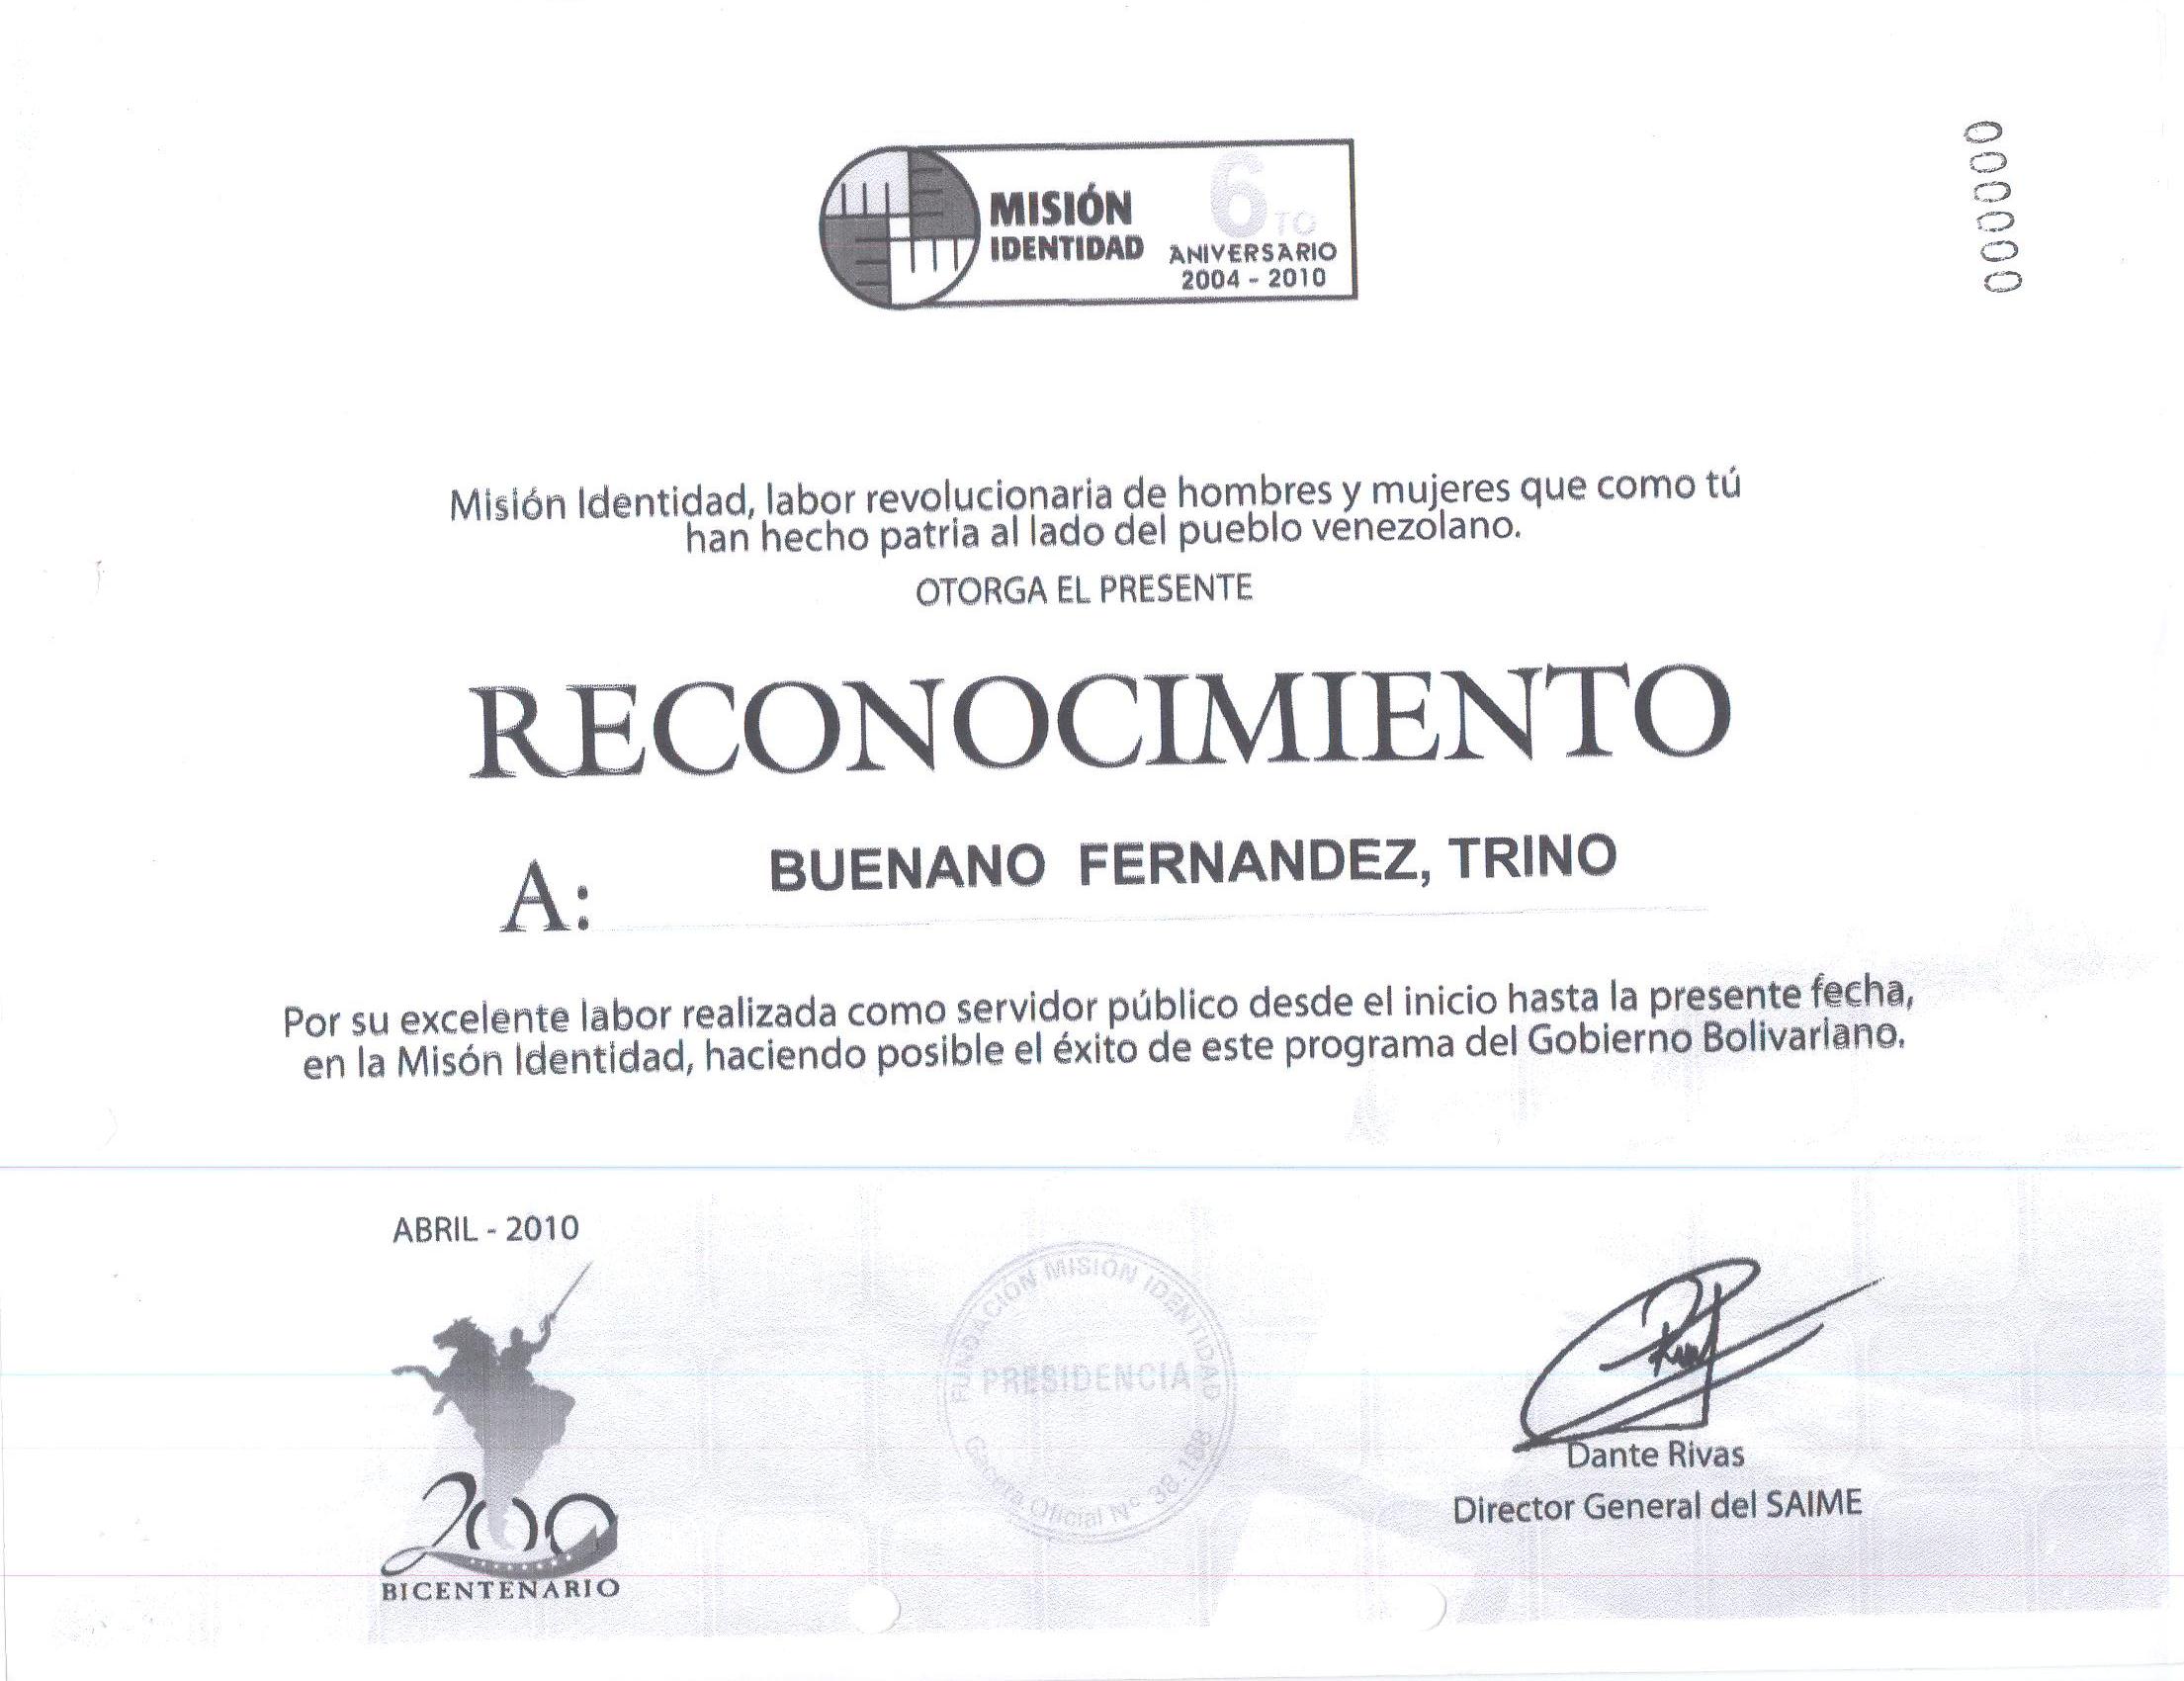 000000
MISIÓN
IDENTIDAD
6TO
ANIVERSARIO
2004 - 2010
Misión Identidad, labor revolucionaria de hombres y mujeres que como tú
han hecho patria al lado del pueblo venezolano.
OTORGA EL PRESENTE
RECONOCIMIENTO
A: BUENANO FERNANDEZ, TRINO
Por su excelente labor realizada como servidor público desde el inicio hasta la presente fecha,
en la Misón Identidad, haciendo posible el éxito de este programa del Gobierno Bolivariano.
ABRIL - 2010
200
BICENTENARIO
FUNDACIÓN MISIÓN IDENTIDAD
PRESIDENCIA
Gaceta Oficial Nº 38.188
Dante Rivas
Director General del SAIME